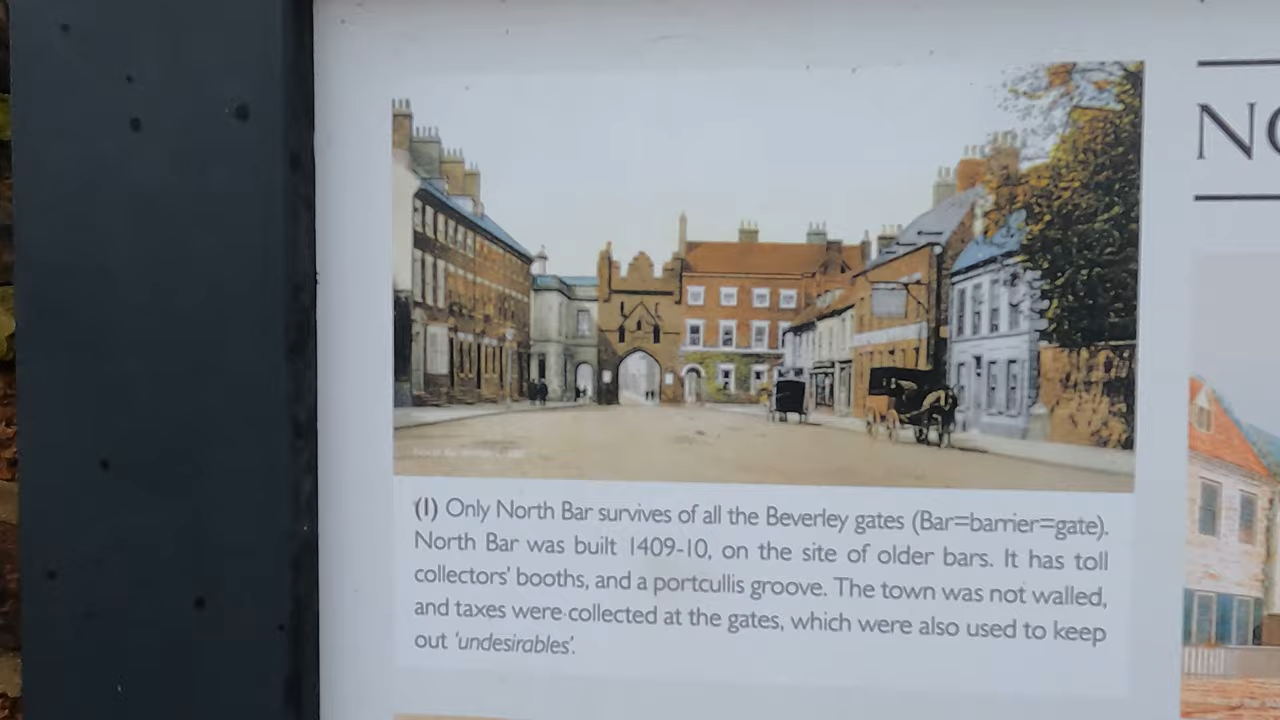 (1) Only North Bar survives of all the Beverley gates (Bar=barrier=gate).
North Bar was built 1409-10, on the site of older bars. It has toll
collectors' booths, and a portcullis groove. The town was not walled,
and taxes were collected at the gates, which were also used to keep
out 'undesirables'.